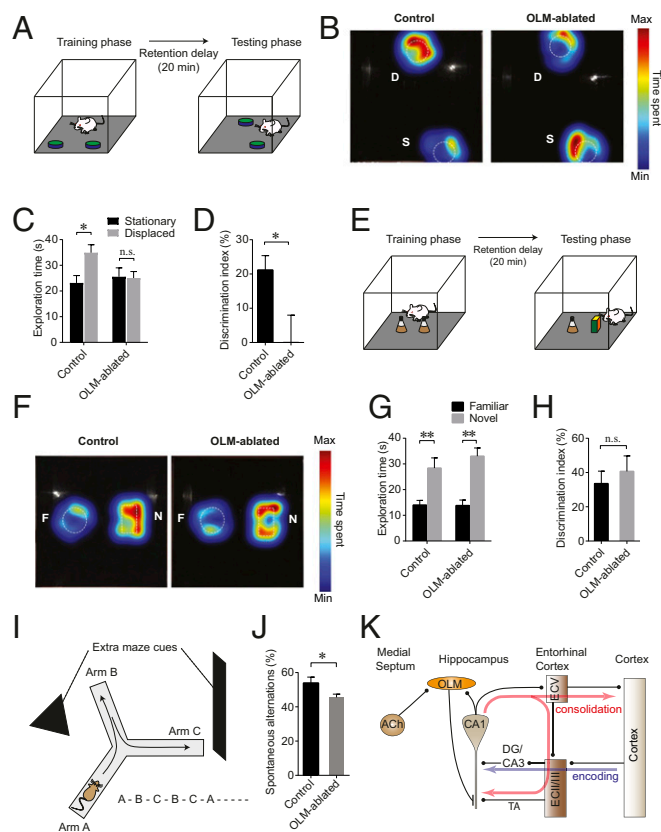 A
Training phase
Testing phase
Retention delay
(20 min)
B
Control
OLM-ablated
D
D
S
S
Max
Time spent
Min
C
Stationary
Displaced
Exploration time (s)
40
30
20
10
0
*
n.s.
Control
OLM-ablated
D
Discrimination index (%)
30
20
10
0
*
Control
OLM-ablated
E
Training phase
Testing phase
Retention delay
(20 min)
F
Control
OLM-ablated
F
N
F
N
Max
Time spent
Min
G
Familiar
Novel
Exploration time (s)
40
30
20
10
0
**
**
Control
OLM-ablated
H
Discrimination index (%)
60
40
20
0
n.s.
Control
OLM-ablated
I
Extra maze cues
Arm B
Arm C
Arm A
A - B - C - B - C - A - - - - -
J
Spontaneous alternations (%)
60
40
20
0
*
Control
OLM-ablated
K
Medial
Septum
Hippocampus
Entorhinal
Cortex
Cortex
OLM
ACh
CA1
ECV
consolidation
DG/
CA3
ECII/III
encoding
TA
Cortex